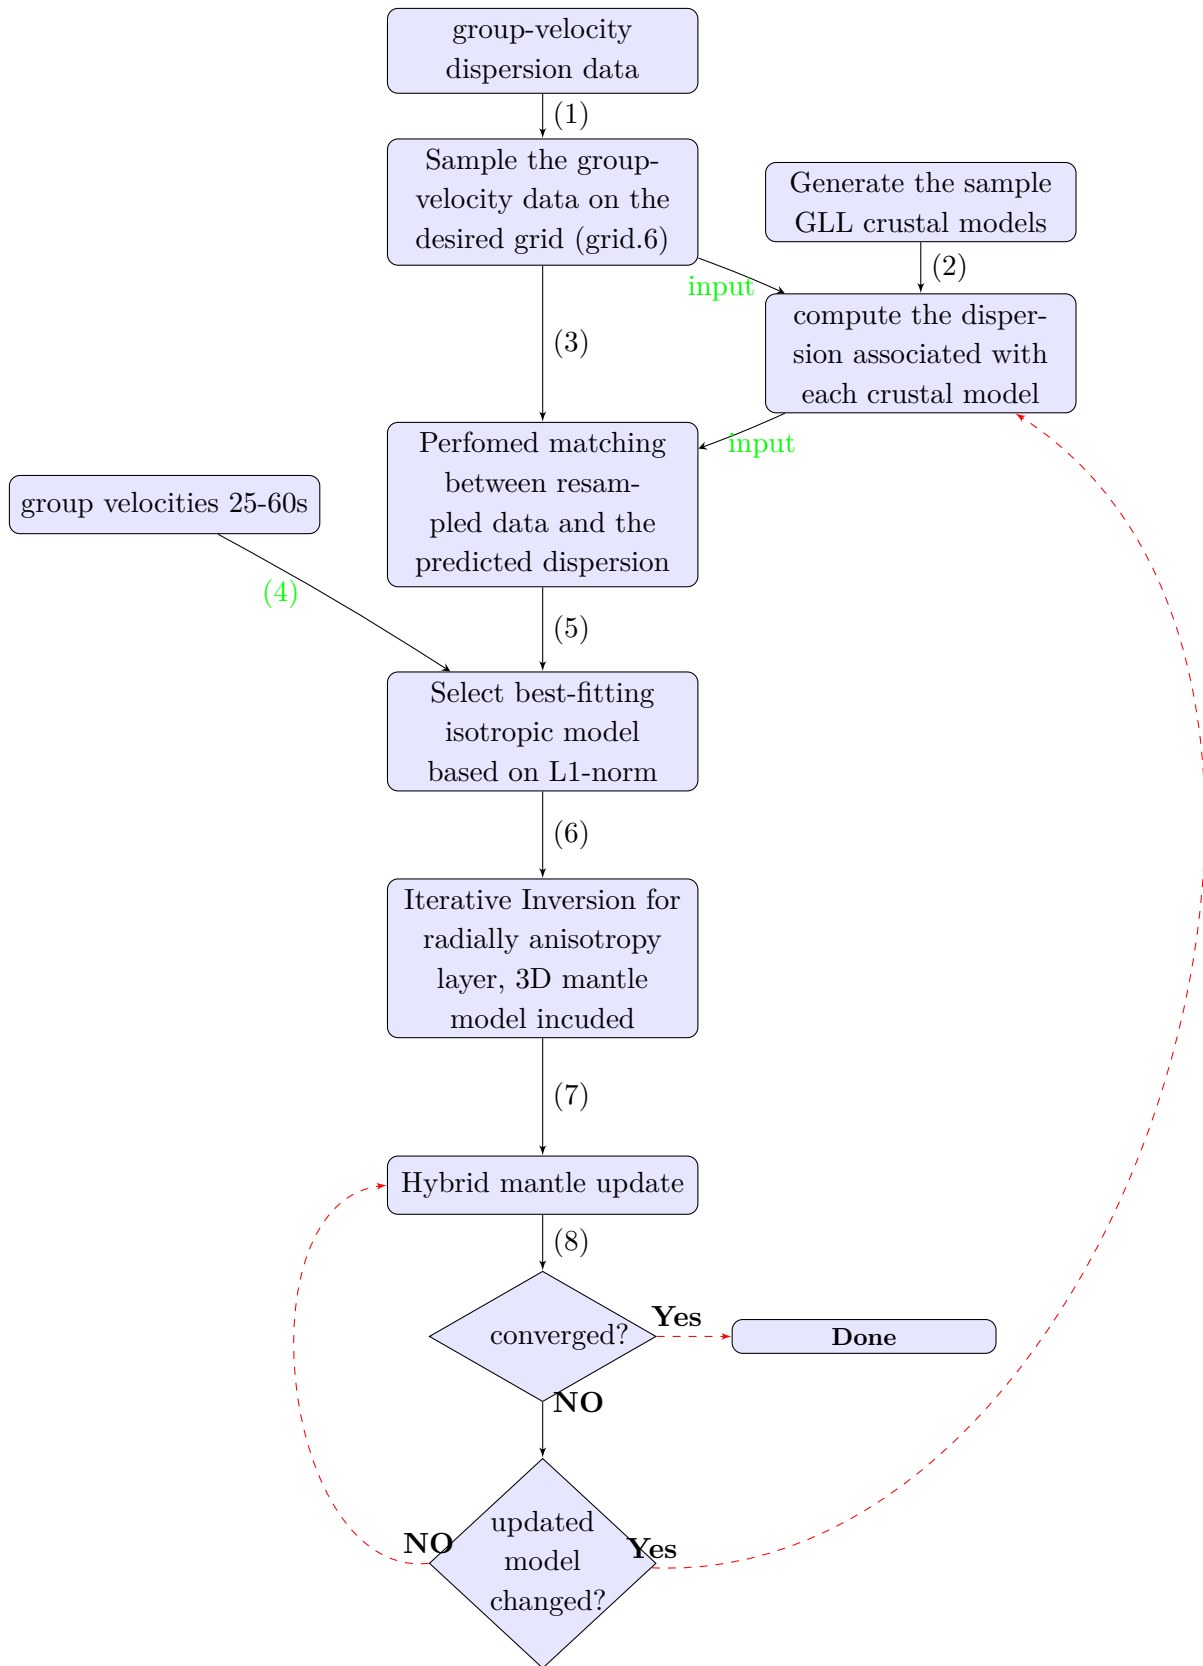 group-velocity
dispersion data
(1)
Sample the group-
velocity data on the
desired grid (grid.6)
Generate the sample
GLL crustal models
(2)
input
compute the disper-
sion associated with
each crustal model
(3)
input
Perfomed matching
between resam-
pled data and the
predicted dispersion
group velocities 25-60s
(4)
(5)
Select best-fitting
isotropic model
based on L1-norm
(6)
Iterative Inversion for
radially anisotropy
layer, 3D mantle
model incuded
(7)
Hybrid mantle update
(8)
converged?
Yes
Done
NO
updated
model
changed?
NO
Yes